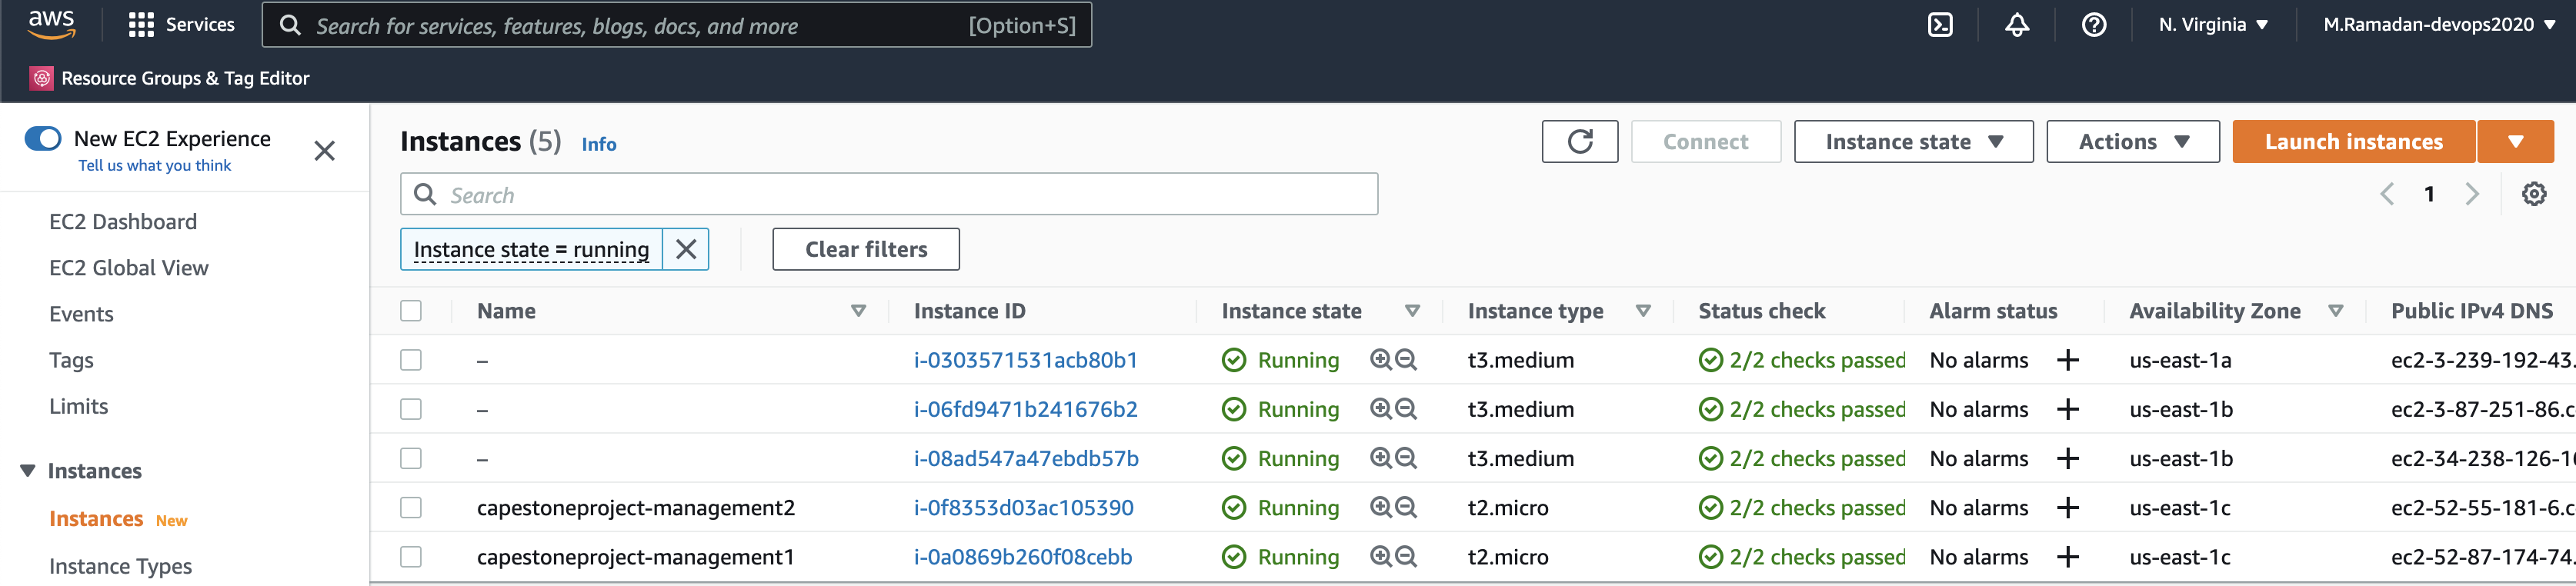 aws Services Search for services, features, blogs, docs, and more [Option+S] N. Virginia M.Ramadan-devops2020
Resource Groups & Tag Editor
New EC2 Experience
Tell us what you think
EC2 Dashboard
EC2 Global View
Events
Tags
Limits
Instances
Instances New
Instance Types
Instances (5) Info Connect Instance state Actions Launch instances
Search 1
Instance state = running Clear filters
Name Instance ID Instance state Instance type Status check Alarm status Availability Zone Public IPv4 DNS
– i-0303571531acb80b1 Running t3.medium 2/2 checks passed No alarms + us-east-1a ec2-3-239-192-43.
– i-06fd9471b241676b2 Running t3.medium 2/2 checks passed No alarms + us-east-1b ec2-3-87-251-86.c
– i-08ad547a47ebdb57b Running t3.medium 2/2 checks passed No alarms + us-east-1b ec2-34-238-126-1
capestoneproject-management2 i-0f8353d03ac105390 Running t2.micro 2/2 checks passed No alarms + us-east-1c ec2-52-55-181-6.c
capestoneproject-management1 i-0a0869b260f08cebb Running t2.micro 2/2 checks passed No alarms + us-east-1c ec2-52-87-174-74.